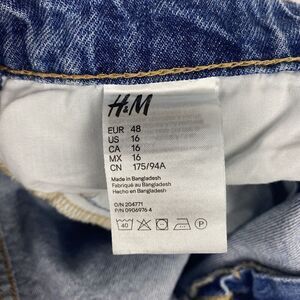 H&M
EUR 48
US 16
CA 16
MX 16
CN 175/94A
Made in Bangladesh
Fabriqué au Bangladesh
Hecho en Bangladesh
O/N 204771
P/N 0906976 4
40
P